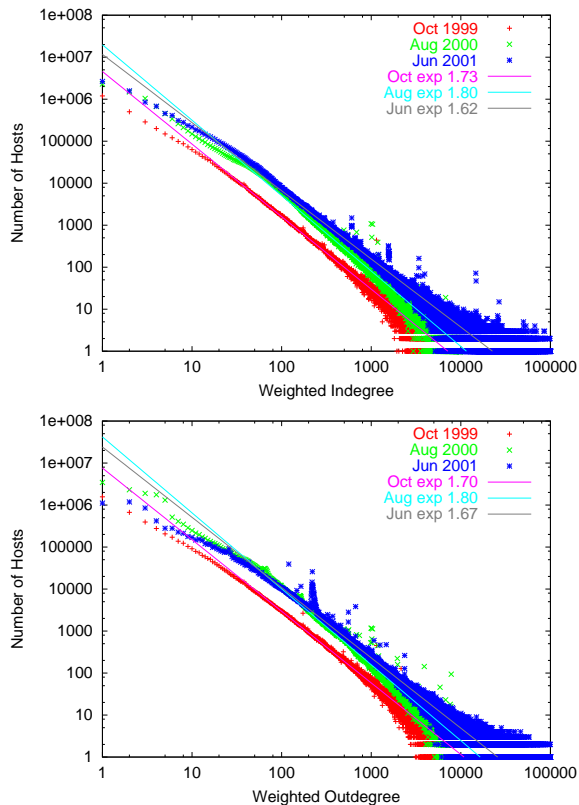 1e+008
1e+007
1e+006
100000
10000
1000
100
10
1
Number of Hosts
Oct 1999
Aug 2000
Jun 2001
Oct exp 1.73
Aug exp 1.80
Jun exp 1.62
1 10 100 1000 10000 100000
Weighted Indegree
1e+008
1e+007
1e+006
100000
10000
1000
100
10
1
Number of Hosts
Oct 1999
Aug 2000
Jun 2001
Oct exp 1.70
Aug exp 1.80
Jun exp 1.67
1 10 100 1000 10000 100000
Weighted Outdegree